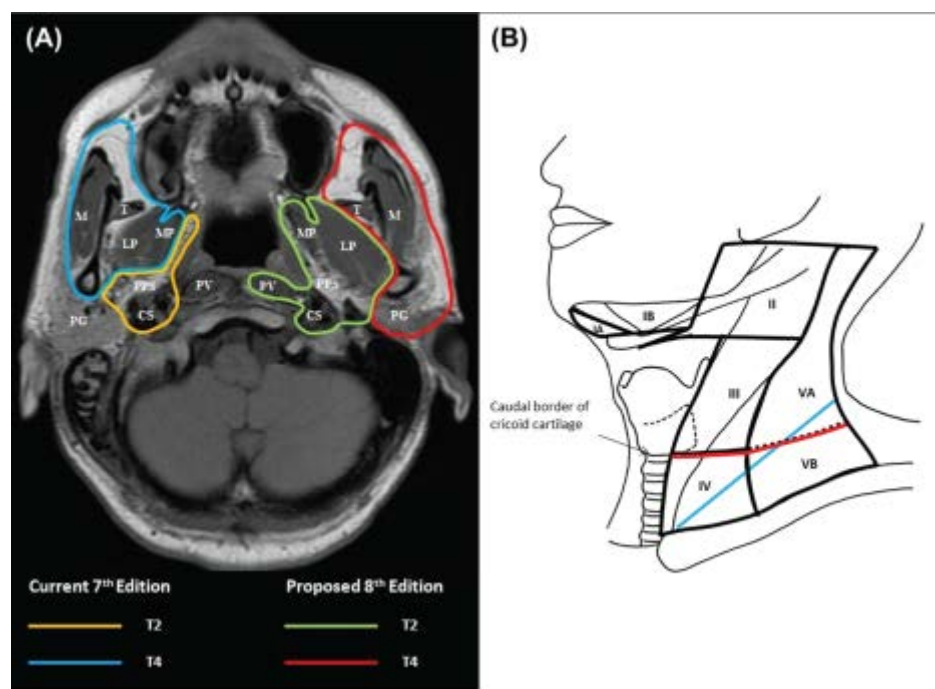 (A)
M
T
MP
LP
PPS
CS
PV
PG
MP
T
M
LP
PV
PPS
CS
PG
Current 7th Edition
Proposed 8th Edition
T2
T2
T4
T4
(B)
IA
IB
II
III
VA
Caudal border of
cricoid cartilage
IV
VB